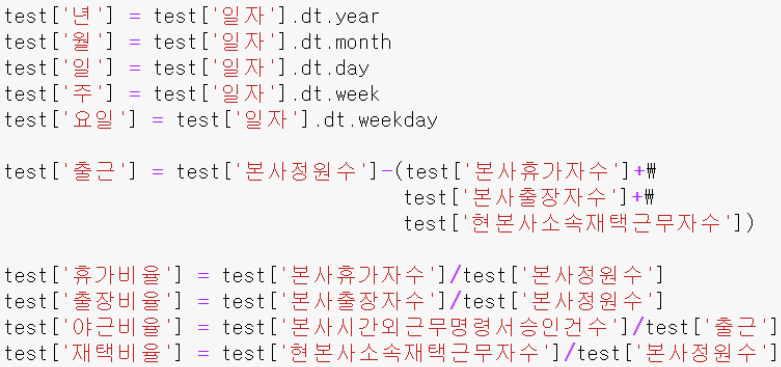 test['년'] = test['일자'].dt.year
test['월'] = test['일자'].dt.month
test['일'] = test['일자'].dt.day
test['주'] = test['일자'].dt.week
test['요일'] = test['일자'].dt.weekday
test['출근'] = test['본사정원수']-(test['본사휴가자수']+₩
test['본사출장자수']+₩
test['현본사소속재택근무자수'])
test['휴가비율'] = test['본사휴가자수']/test['본사정원수']
test['출장비율'] = test['본사출장자수']/test['본사정원수']
test['야근비율'] = test['본사시간외근무명령서승인건수']/test['출근']
test['재택비율'] = test['현본사소속재택근무자수']/test['본사정원수']